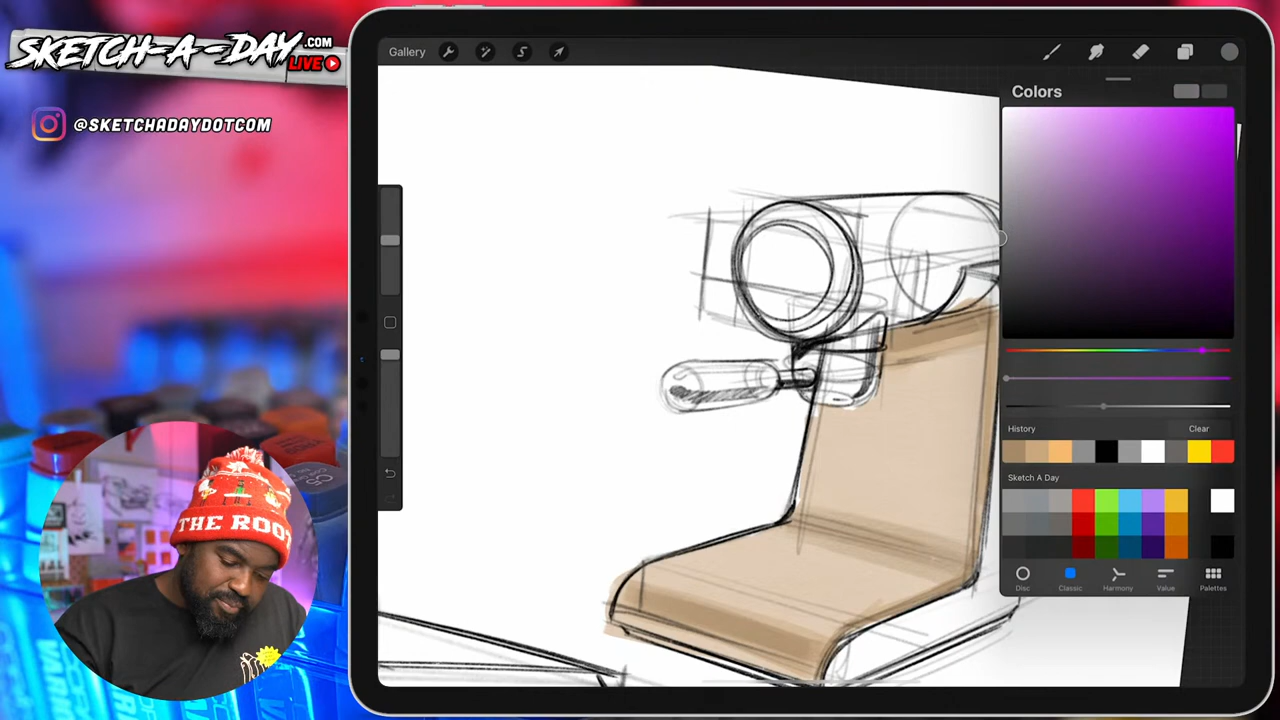 SKETCH-A-DAY.COM
LIVE
@SKETCHADAYDOTCOM
Gallery
Colors
History
Clear
Sketch A Day
Disc
Classic
Harmony
Value
Palettes
THE ROO